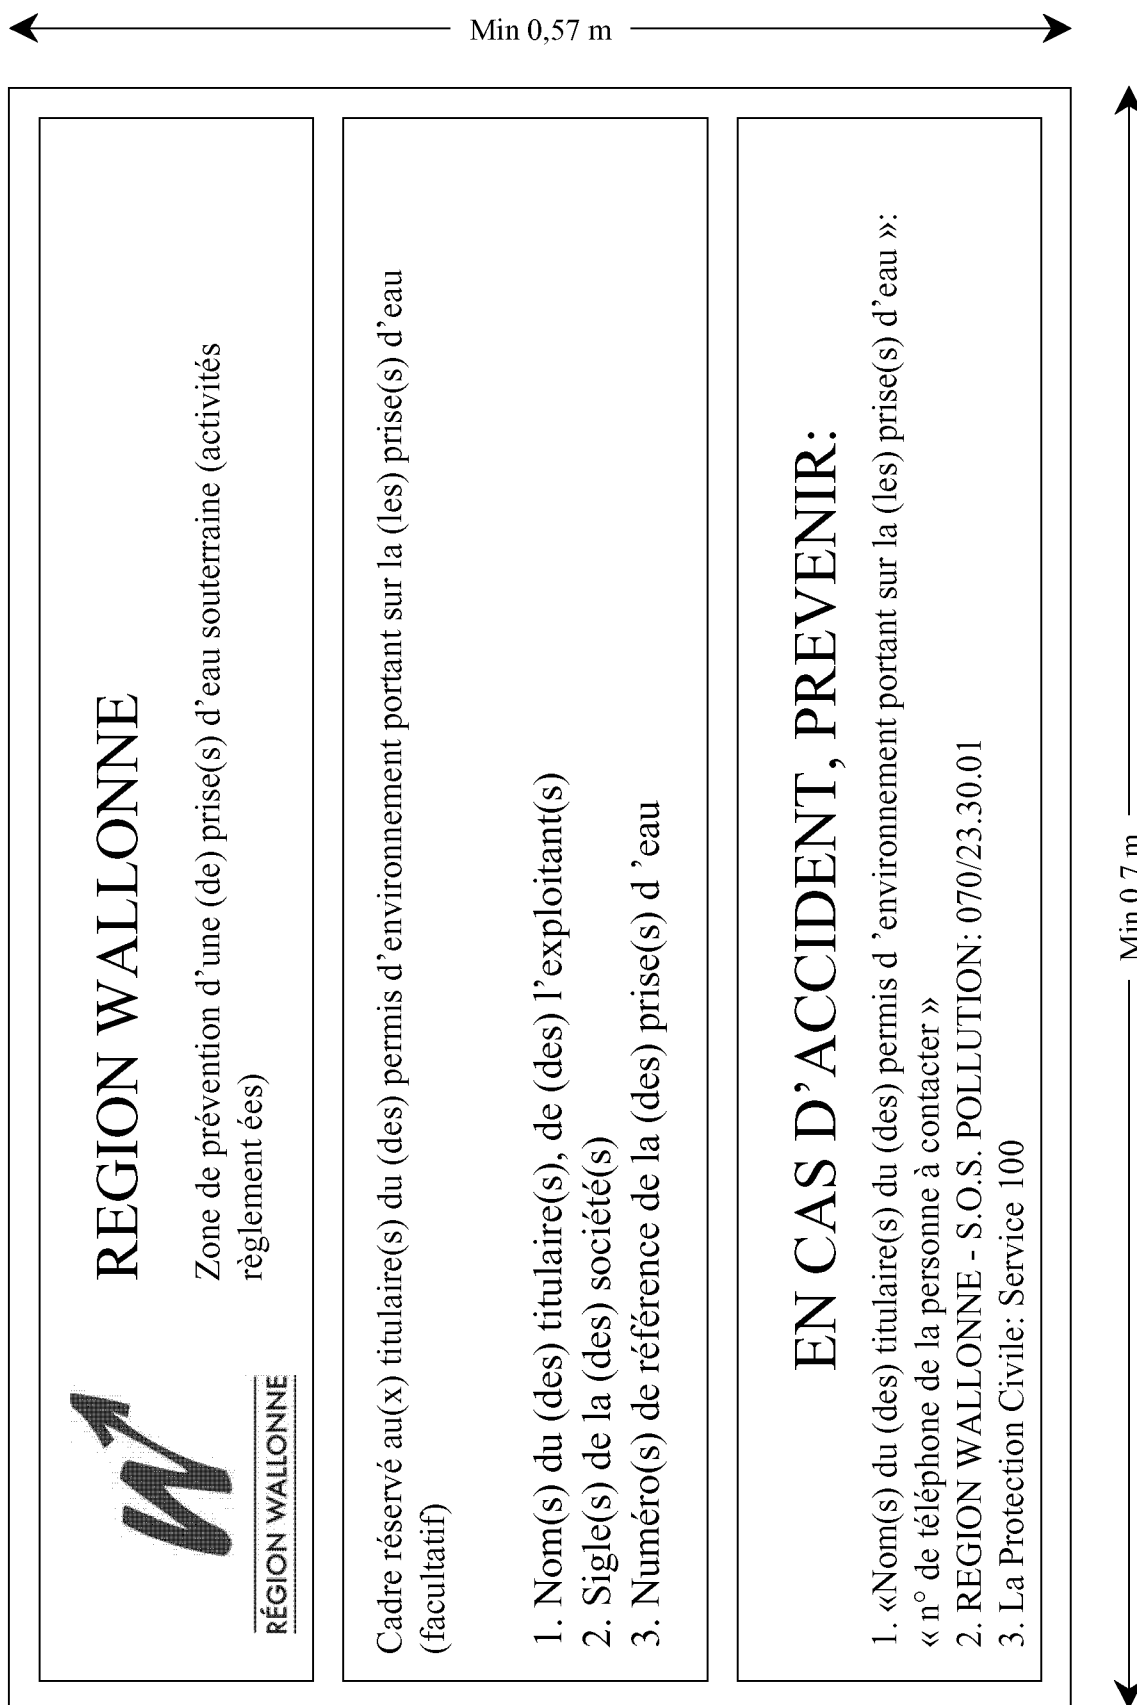 Min 0,57 m
RÉGION WALLONNE
REGION WALLONNE
Zone de prévention d'une (de) prise(s) d'eau souterraine (activités
règlement ées)
Cadre réservé au(x) titulaire(s) du (des) permis d'environnement portant sur la (les) prise(s) d'eau
(facultatif)
1. Nom(s) du (des) titulaire(s), de (des) l'exploitant(s)
2. Sigle(s) de la (des) société(s)
3. Numéro(s) de référence de la (des) prise(s) d 'eau
EN CAS D'ACCIDENT, PREVENIR:
1. «Nom(s) du (des) titulaire(s) du (des) permis d 'environnement portant sur la (les) prise(s) d'eau »:
« n° de téléphone de la personne à contacter »
2. REGION WALLONNE - S.O.S. POLLUTION: 070/23.30.01
3. La Protection Civile: Service 100
Min 0,7 m